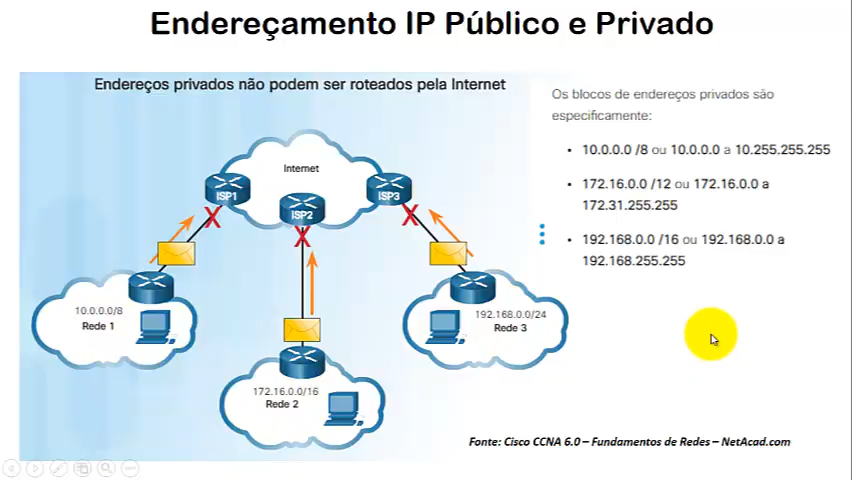 Endereçamento IP Público e Privado
Endereços privados não podem ser roteados pela Internet
Internet
ISP1
ISP2
ISP3
10.0.0.0/8
Rede 1
172.16.0.0/16
Rede 2
192.168.0.0/24
Rede 3
Os blocos de endereços privados são
especificamente:
• 10.0.0.0 /8 ou 10.0.0.0 a 10.255.255.255
• 172.16.0.0 /12 ou 172.16.0.0 a
172.31.255.255
• 192.168.0.0 /16 ou 192.168.0.0 a
192.168.255.255
Fonte: Cisco CCNA 6.0 – Fundamentos de Redes – NetAcad.com